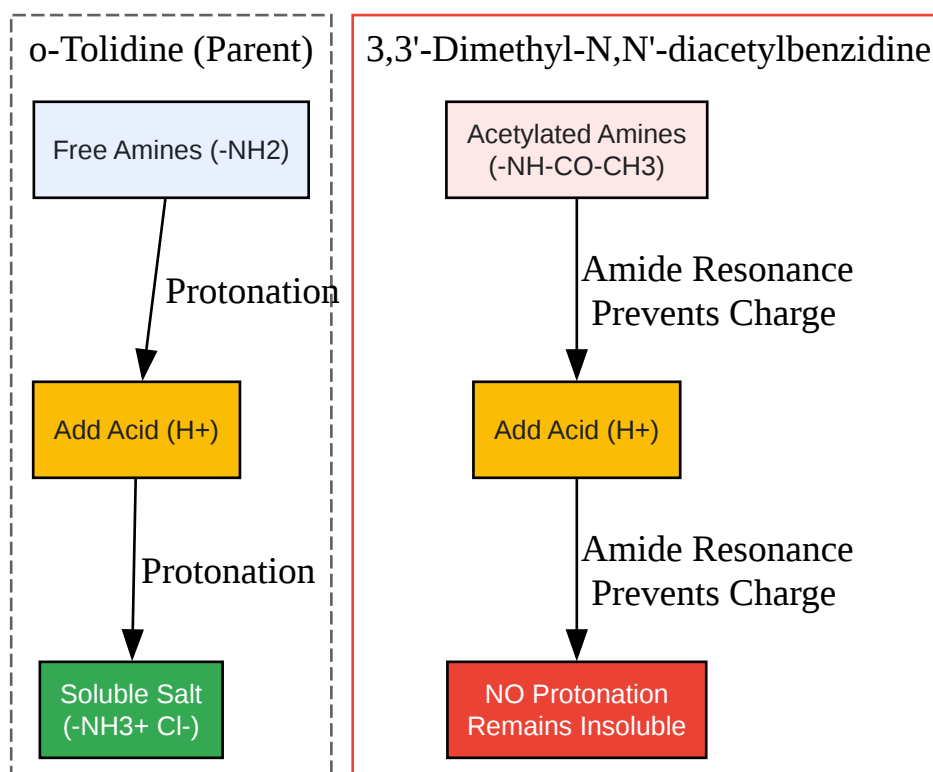 o-Tolidine (Parent)
Free Amines (-NH2)
Protonation
Add Acid (H+)
Protonation
Soluble Salt
(-NH3+ Cl-)
3,3'-Dimethyl-N,N'-diacetylbenzidine
Acetylated Amines
(-NH-CO-CH3)
Amide Resonance
Prevents Charge
Add Acid (H+)
Amide Resonance
Prevents Charge
NO Protonation
Remains Insoluble